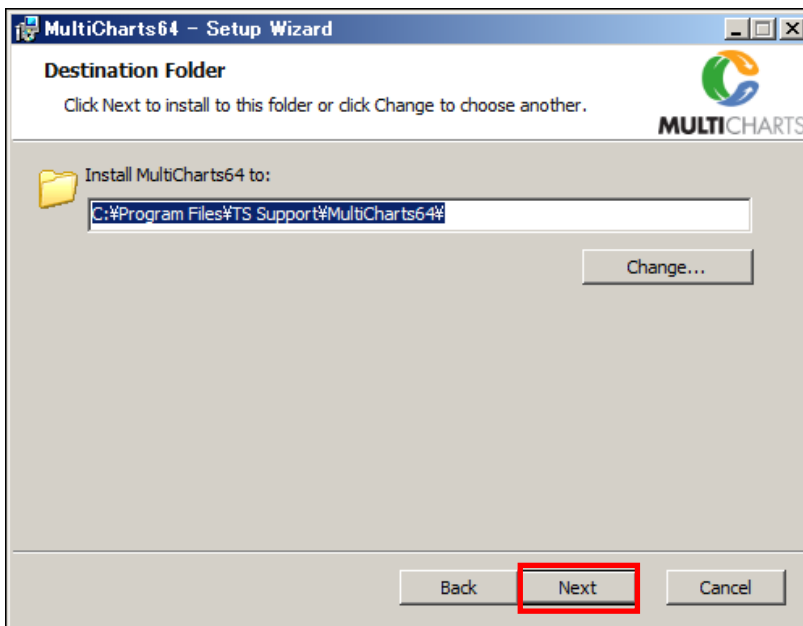 MultiCharts64 - Setup Wizard
Destination Folder
Click Next to install to this folder or click Change to choose another.
MULTICHARTS
Install MultiCharts64 to:
C:¥Program Files¥TS Support¥MultiCharts64¥
Change...
Back Next Cancel